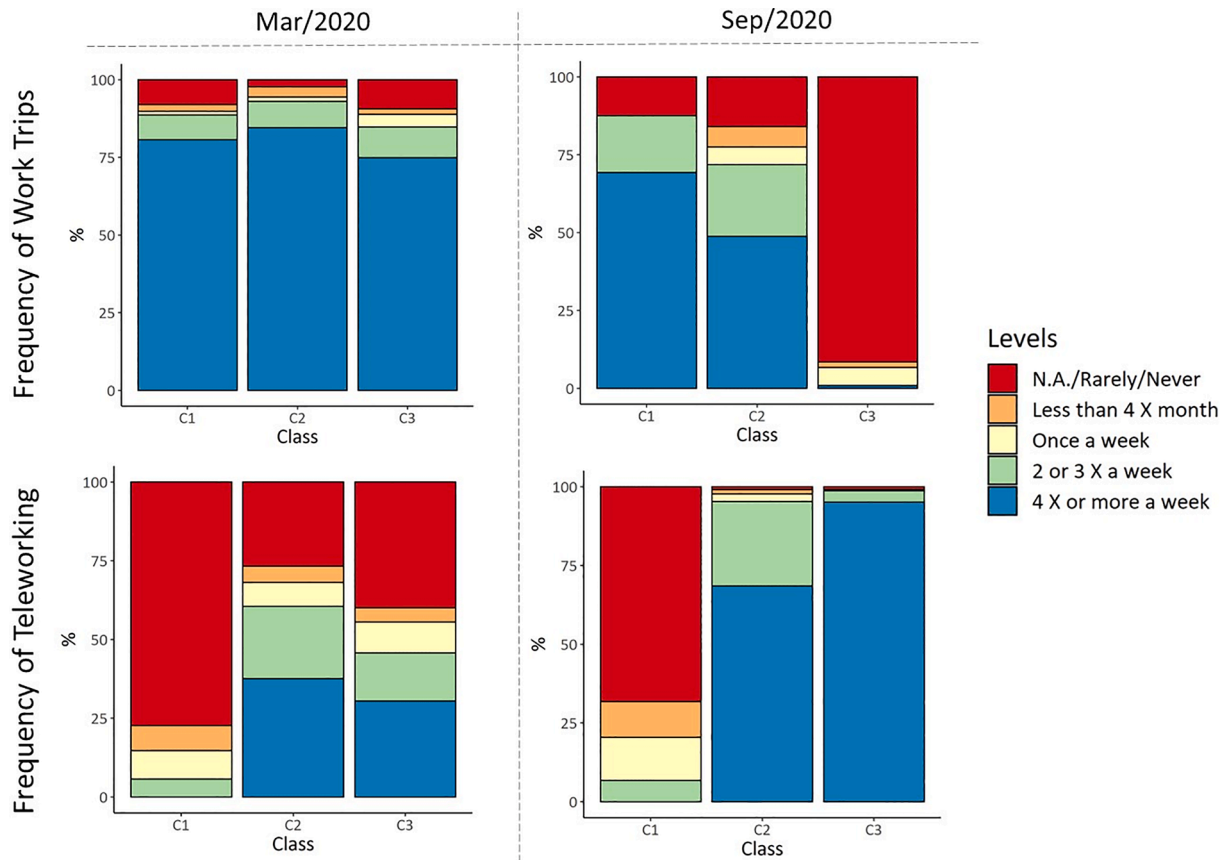 Mar/2020
Sep/2020
Frequency of Work Trips
%
100
75
50
25
0
C1 C2 C3
Class
%
100
75
50
25
0
C1 C2 C3
Class
Levels
N.A./Rarely/Never
Less than 4 X month
Once a week
2 or 3 X a week
4 X or more a week
Frequency of Teleworking
%
100
75
50
25
0
C1 C2 C3
Class
%
100
75
50
25
0
C1 C2 C3
Class